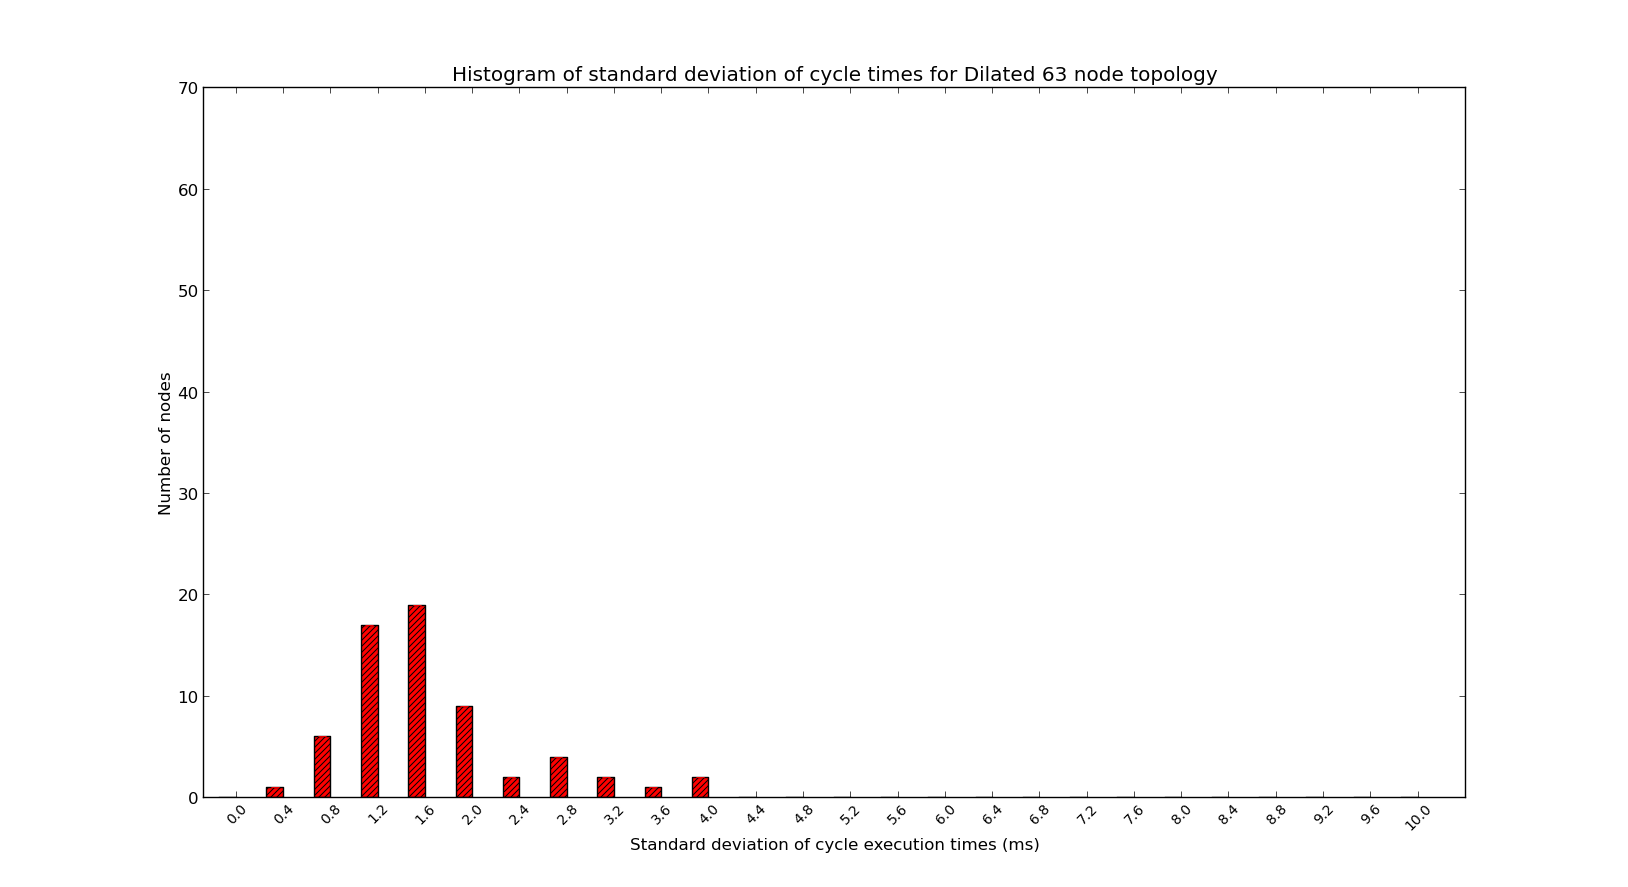 Histogram of standard deviation of cycle times for Dilated 63 node topology
70
60
50
40
30
20
10
0
Number of nodes
0.0 0.4 0.8 1.2 1.6 2.0 2.4 2.8 3.2 3.6 4.0 4.4 4.8 5.2 5.6 6.0 6.4 6.8 7.2 7.6 8.0 8.4 8.8 9.2 9.6 10.0
Standard deviation of cycle execution times (ms)